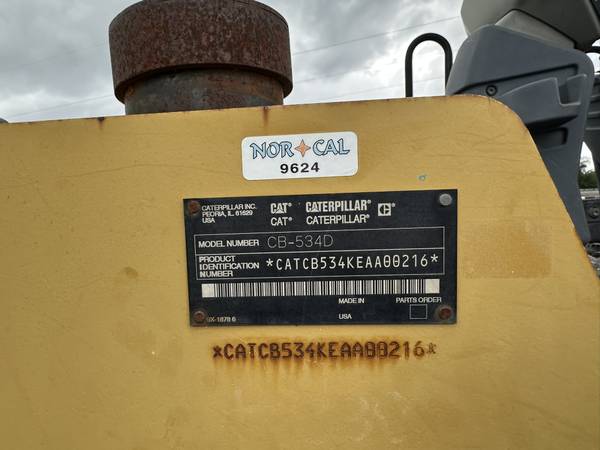 NOR CAL
9624
CATERPILLAR INC.
PEORIA, IL 61629
USA
CAT® CATERPILLAR®
CAT® CATERPILLAR®
MODEL NUMBER CB-534D
PRODUCT IDENTIFICATION NUMBER *CATCB534KEAA00216*
MADE IN
USA
PARTS ORDER
*CATCB534KEAA00216*